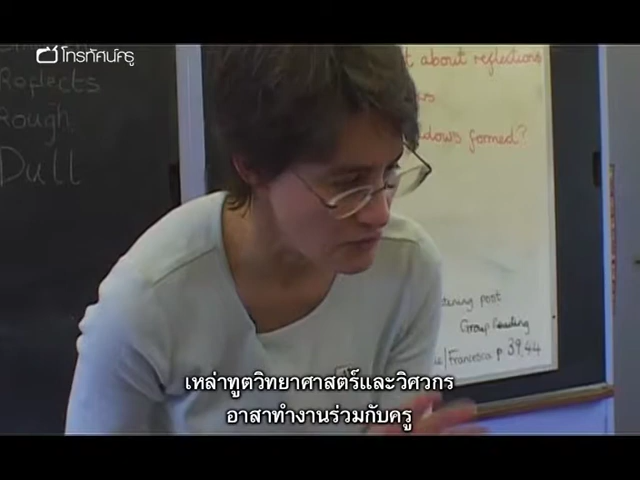 โทรทัศน์ครู
Reflects
Rough
Dull
about reflections
formed?
post
Group Reading
/Francesca p 39,44
เหล่าทูตวิทยาศาสตร์และวิศวกร
อาสาทำงานร่วมกับครู